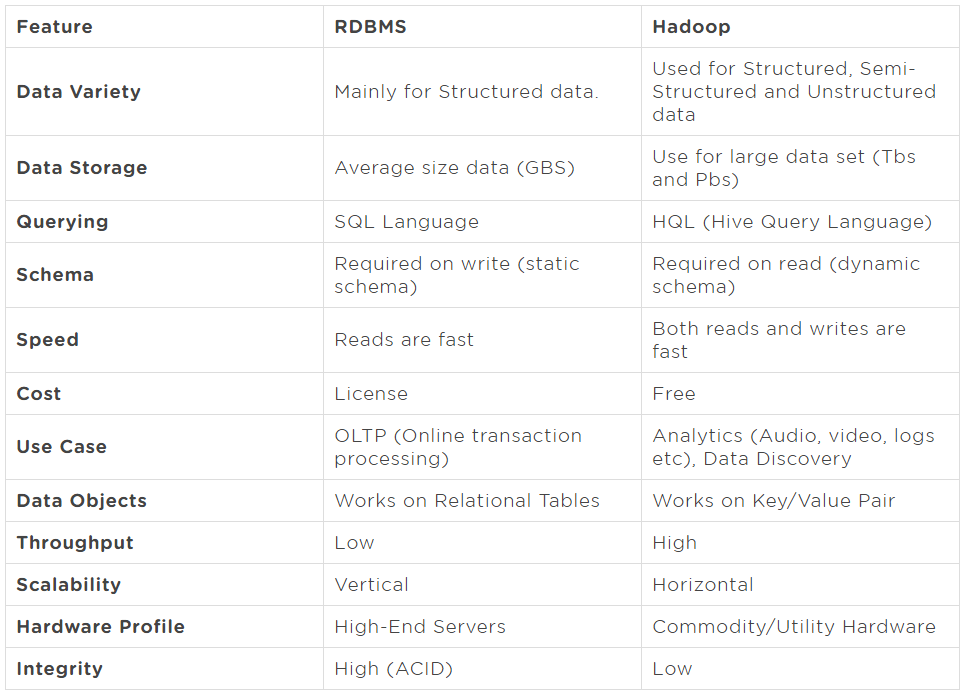 Feature RDBMS Hadoop
Data Variety Mainly for Structured data. Used for Structured, Semi-
Structured and Unstructured
data
Data Storage Average size data (GBS) Use for large data set (Tbs
and Pbs)
Querying SQL Language HQL (Hive Query Language)
Schema Required on write (static
schema) Required on read (dynamic
schema)
Speed Reads are fast Both reads and writes are
fast
Cost License Free
Use Case OLTP (Online transaction
processing) Analytics (Audio, video, logs
etc), Data Discovery
Data Objects Works on Relational Tables Works on Key/Value Pair
Throughput Low High
Scalability Vertical Horizontal
Hardware Profile High-End Servers Commodity/Utility Hardware
Integrity High (ACID) Low